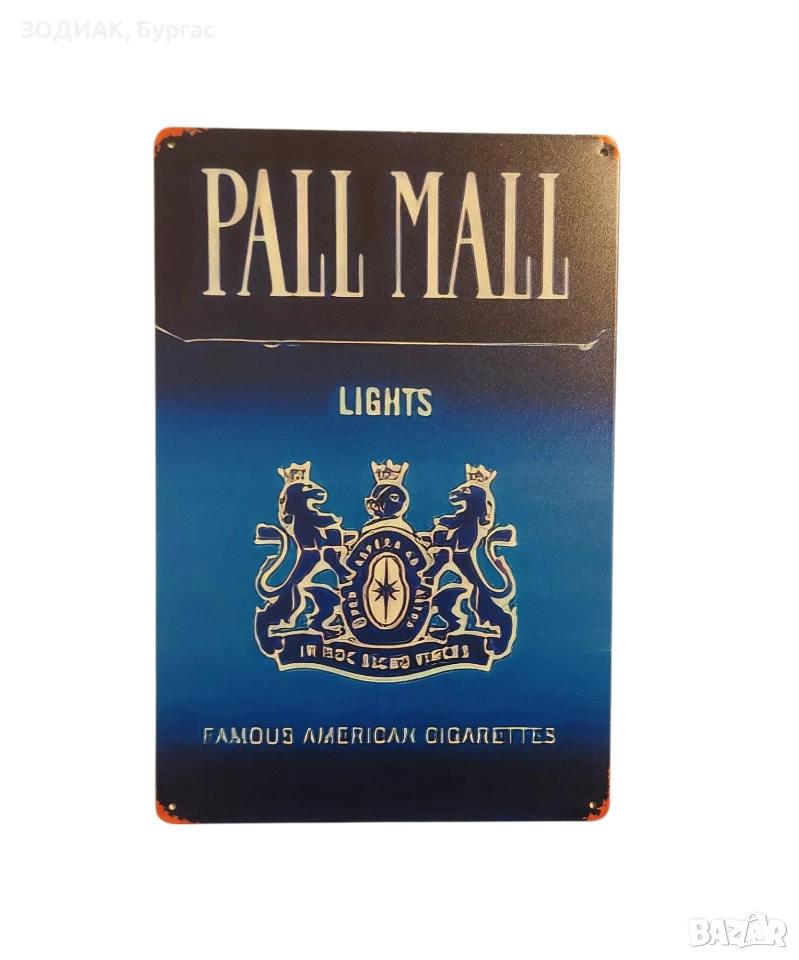 ЗОДИАК, Бургас
PALL MALL
LIGHTS
FAMOUS AMERICAN CIGARETTES
BAZAR